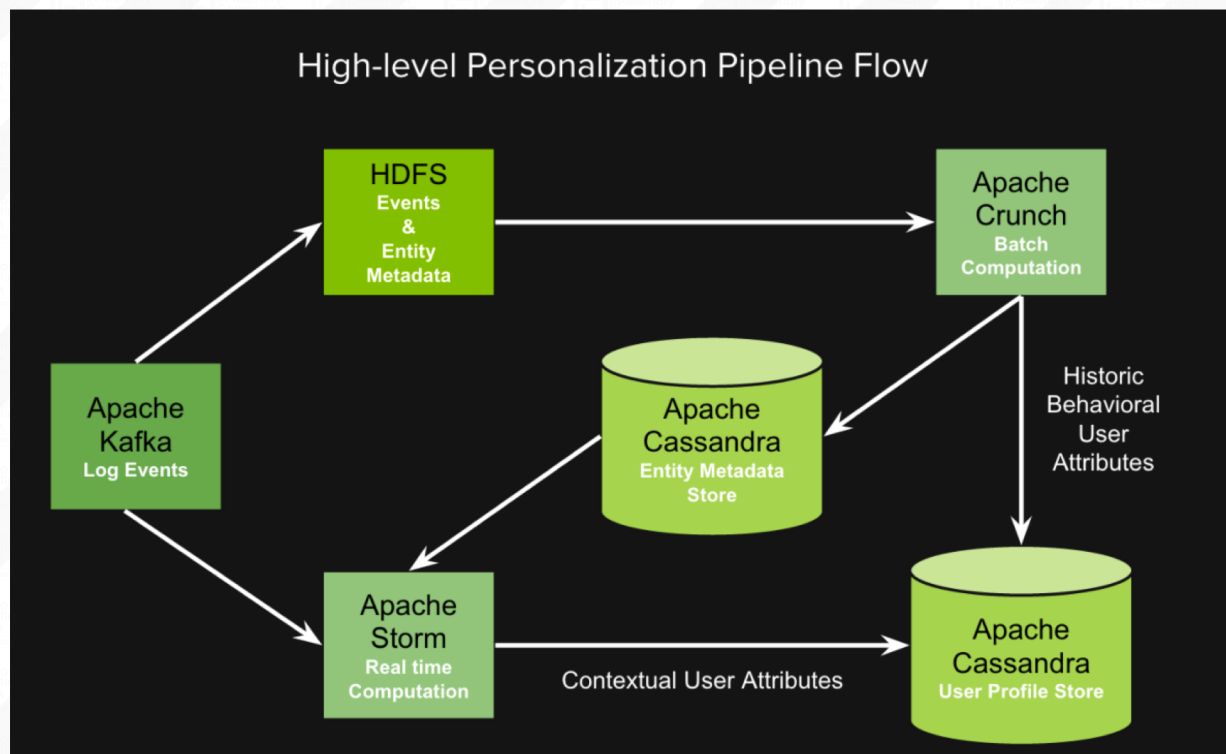 High-level Personalization Pipeline Flow
HDFS
Events
&
Entity
Metadata
Apache
Crunch
Batch
Computation
Apache
Kafka
Log Events
Apache
Cassandra
Entity Metadata
Store
Historic
Behavioral
User
Attributes
Apache
Storm
Real time
Computation
Contextual User Attributes
Apache
Cassandra
User Profile Store